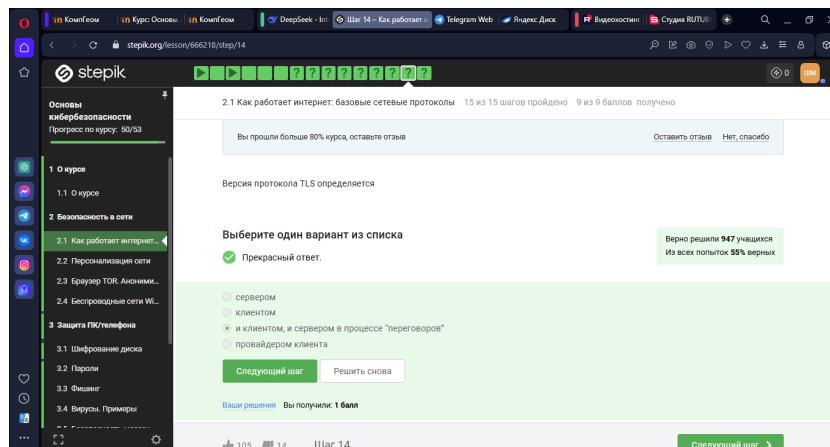 КомпГеом
Курс: Основы
КомпГеом
DeepSeek - Int
Шаг 14 – Как работает и
Telegram Web
Яндекс Диск
Видеохостинг
Студия RUTUB
stepik.org/lesson/666218/step/14
stepik
0
ШМ
Основы
кибербезопасности
Прогресс по курсу: 50/53
1 О курсе
1.1 О курсе
2 Безопасность в сети
2.1 Как работает интернет...
2.2 Персонализация сети
2.3 Браузер TOR. Аноними...
2.4 Беспроводные сети Wi...
3 Защита ПК/телефона
3.1 Шифрование диска
3.2 Пароли
3.3 Фишинг
3.4 Вирусы. Примеры
2.1 Как работает интернет: базовые сетевые протоколы 15 из 15 шагов пройдено 9 из 9 баллов получено
Вы прошли больше 80% курса, оставьте отзыв
Оставить отзыв Нет, спасибо
Версия протокола TLS определяется
Выберите один вариант из списка
Прекрасный ответ.
Верно решили 947 учащихся
Из всех попыток 55% верных
сервером
клиентом
и клиентом, и сервером в процессе "переговоров"
провайдером клиента
Следующий шаг Решить снова
Ваши решения Вы получили: 1 балл
105 14 Шаг 14 Следующий шаг